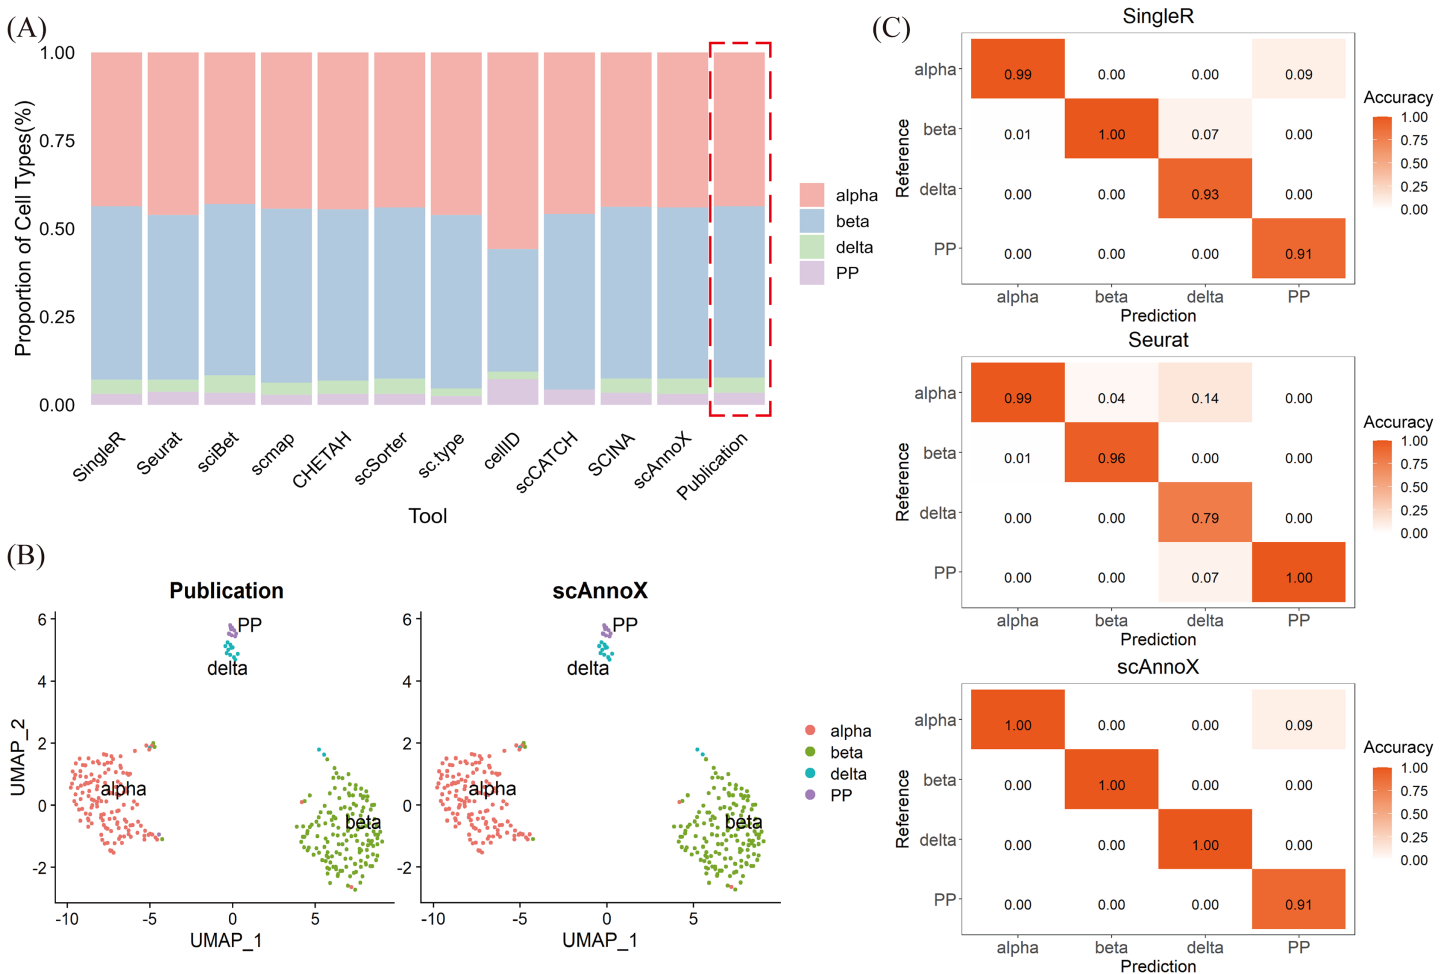 (A)
1.00
0.75
0.50
0.25
0.00
Proportion of Cell Types(%)
SingleR
Seurat
sciBet
scmap
CHETAH
scSorter
sc.type
cellID
scCATCH
SCINA
scAnnoX
Publication
Tool
alpha
beta
delta
PP
(B)
Publication
6
4
2
0
-2
UMAP_2
PP
delta
alpha
beta
-10
-5
0
5
UMAP_1
scAnnoX
6
4
2
0
-2
PP
delta
alpha
beta
-10
-5
0
5
UMAP_1
alpha
beta
delta
PP
(C)
SingleR
Reference
alpha 0.99 0.00 0.00 0.09
beta 0.01 1.00 0.07 0.00
delta 0.00 0.00 0.93 0.00
PP 0.00 0.00 0.00 0.91
alpha beta delta PP
Prediction
Accuracy
1.00
0.75
0.50
0.25
0.00
Seurat
Reference
alpha 0.99 0.04 0.14 0.00
beta 0.01 0.96 0.00 0.00
delta 0.00 0.00 0.79 0.00
PP 0.00 0.00 0.07 1.00
alpha beta delta PP
Prediction
Accuracy
1.00
0.75
0.50
0.25
0.00
scAnnoX
Reference
alpha 1.00 0.00 0.00 0.09
beta 0.00 1.00 0.00 0.00
delta 0.00 0.00 1.00 0.00
PP 0.00 0.00 0.00 0.91
alpha beta delta PP
Prediction
Accuracy
1.00
0.75
0.50
0.25
0.00